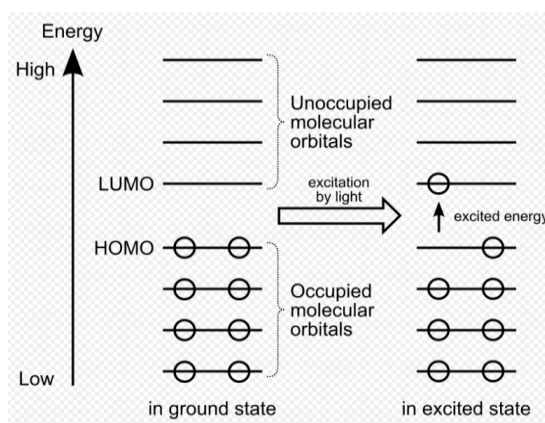 Energy
High
Unoccupied
molecular
orbitals
LUMO
excitation
by light
excited energy
HOMO
Occupied
molecular
orbitals
Low
in ground state
in excited state